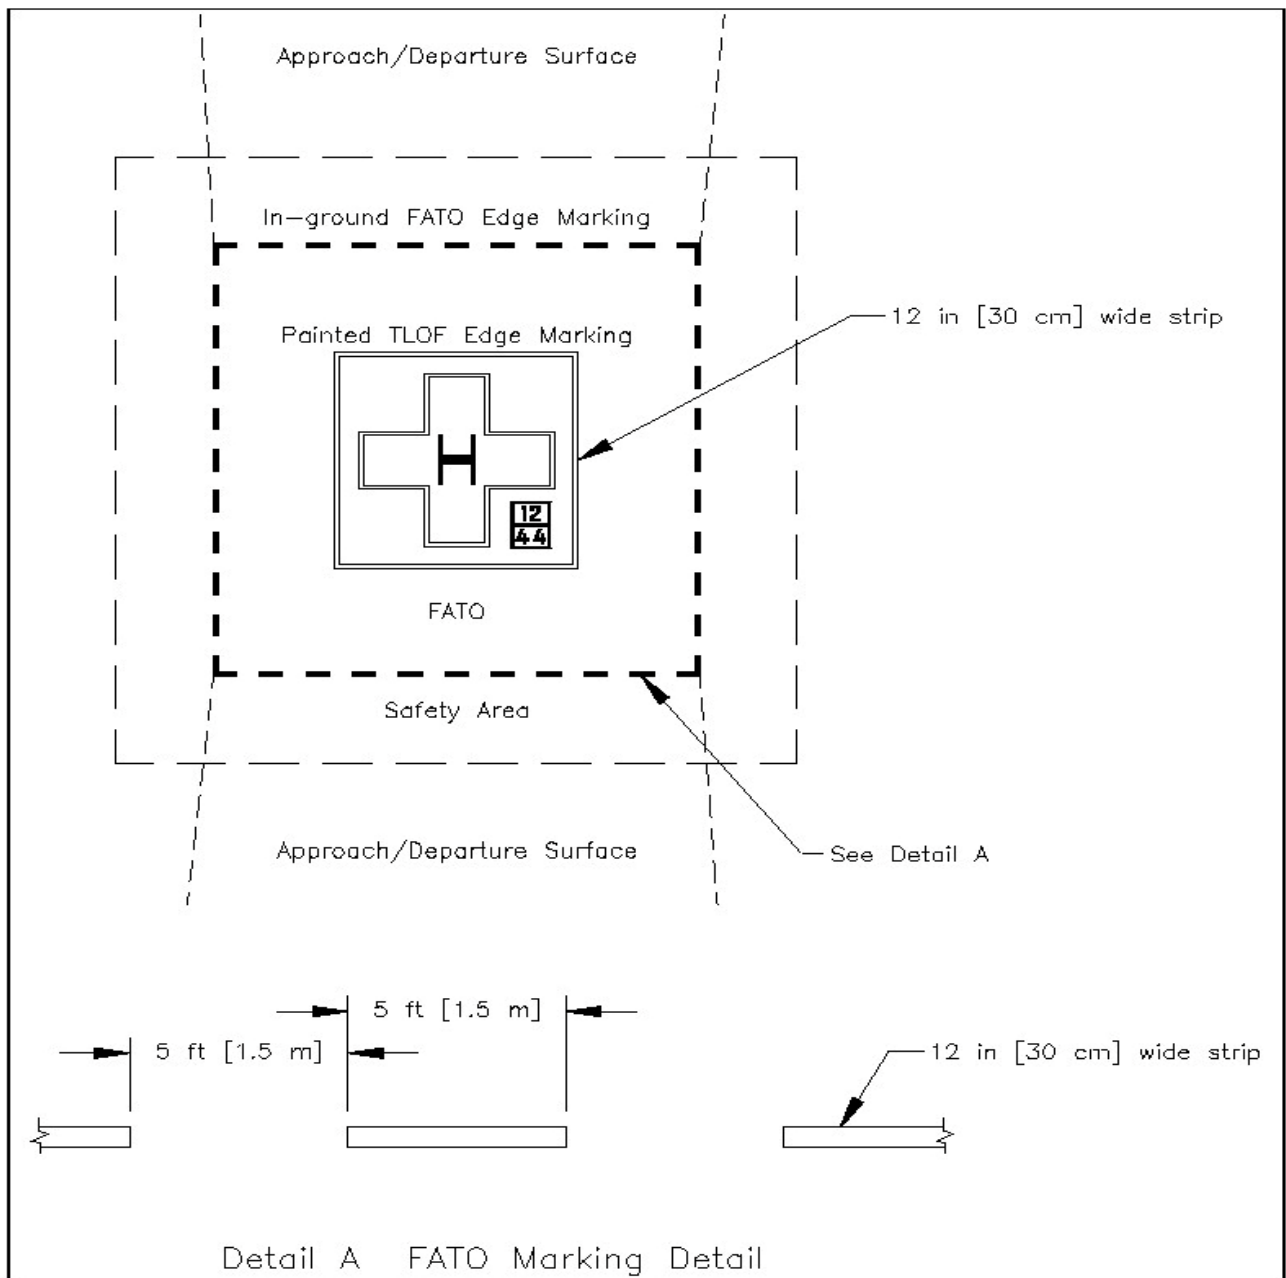 Approach/Departure Surface
In-ground FATO Edge Marking
12 in [30 cm] wide strip
Painted TLOF Edge Marking
H
12
44
FATO
Safety Area
Approach/Departure Surface
See Detail A
5 ft [1.5 m]
5 ft [1.5 m]
12 in [30 cm] wide strip
Detail A FATO Marking Detail